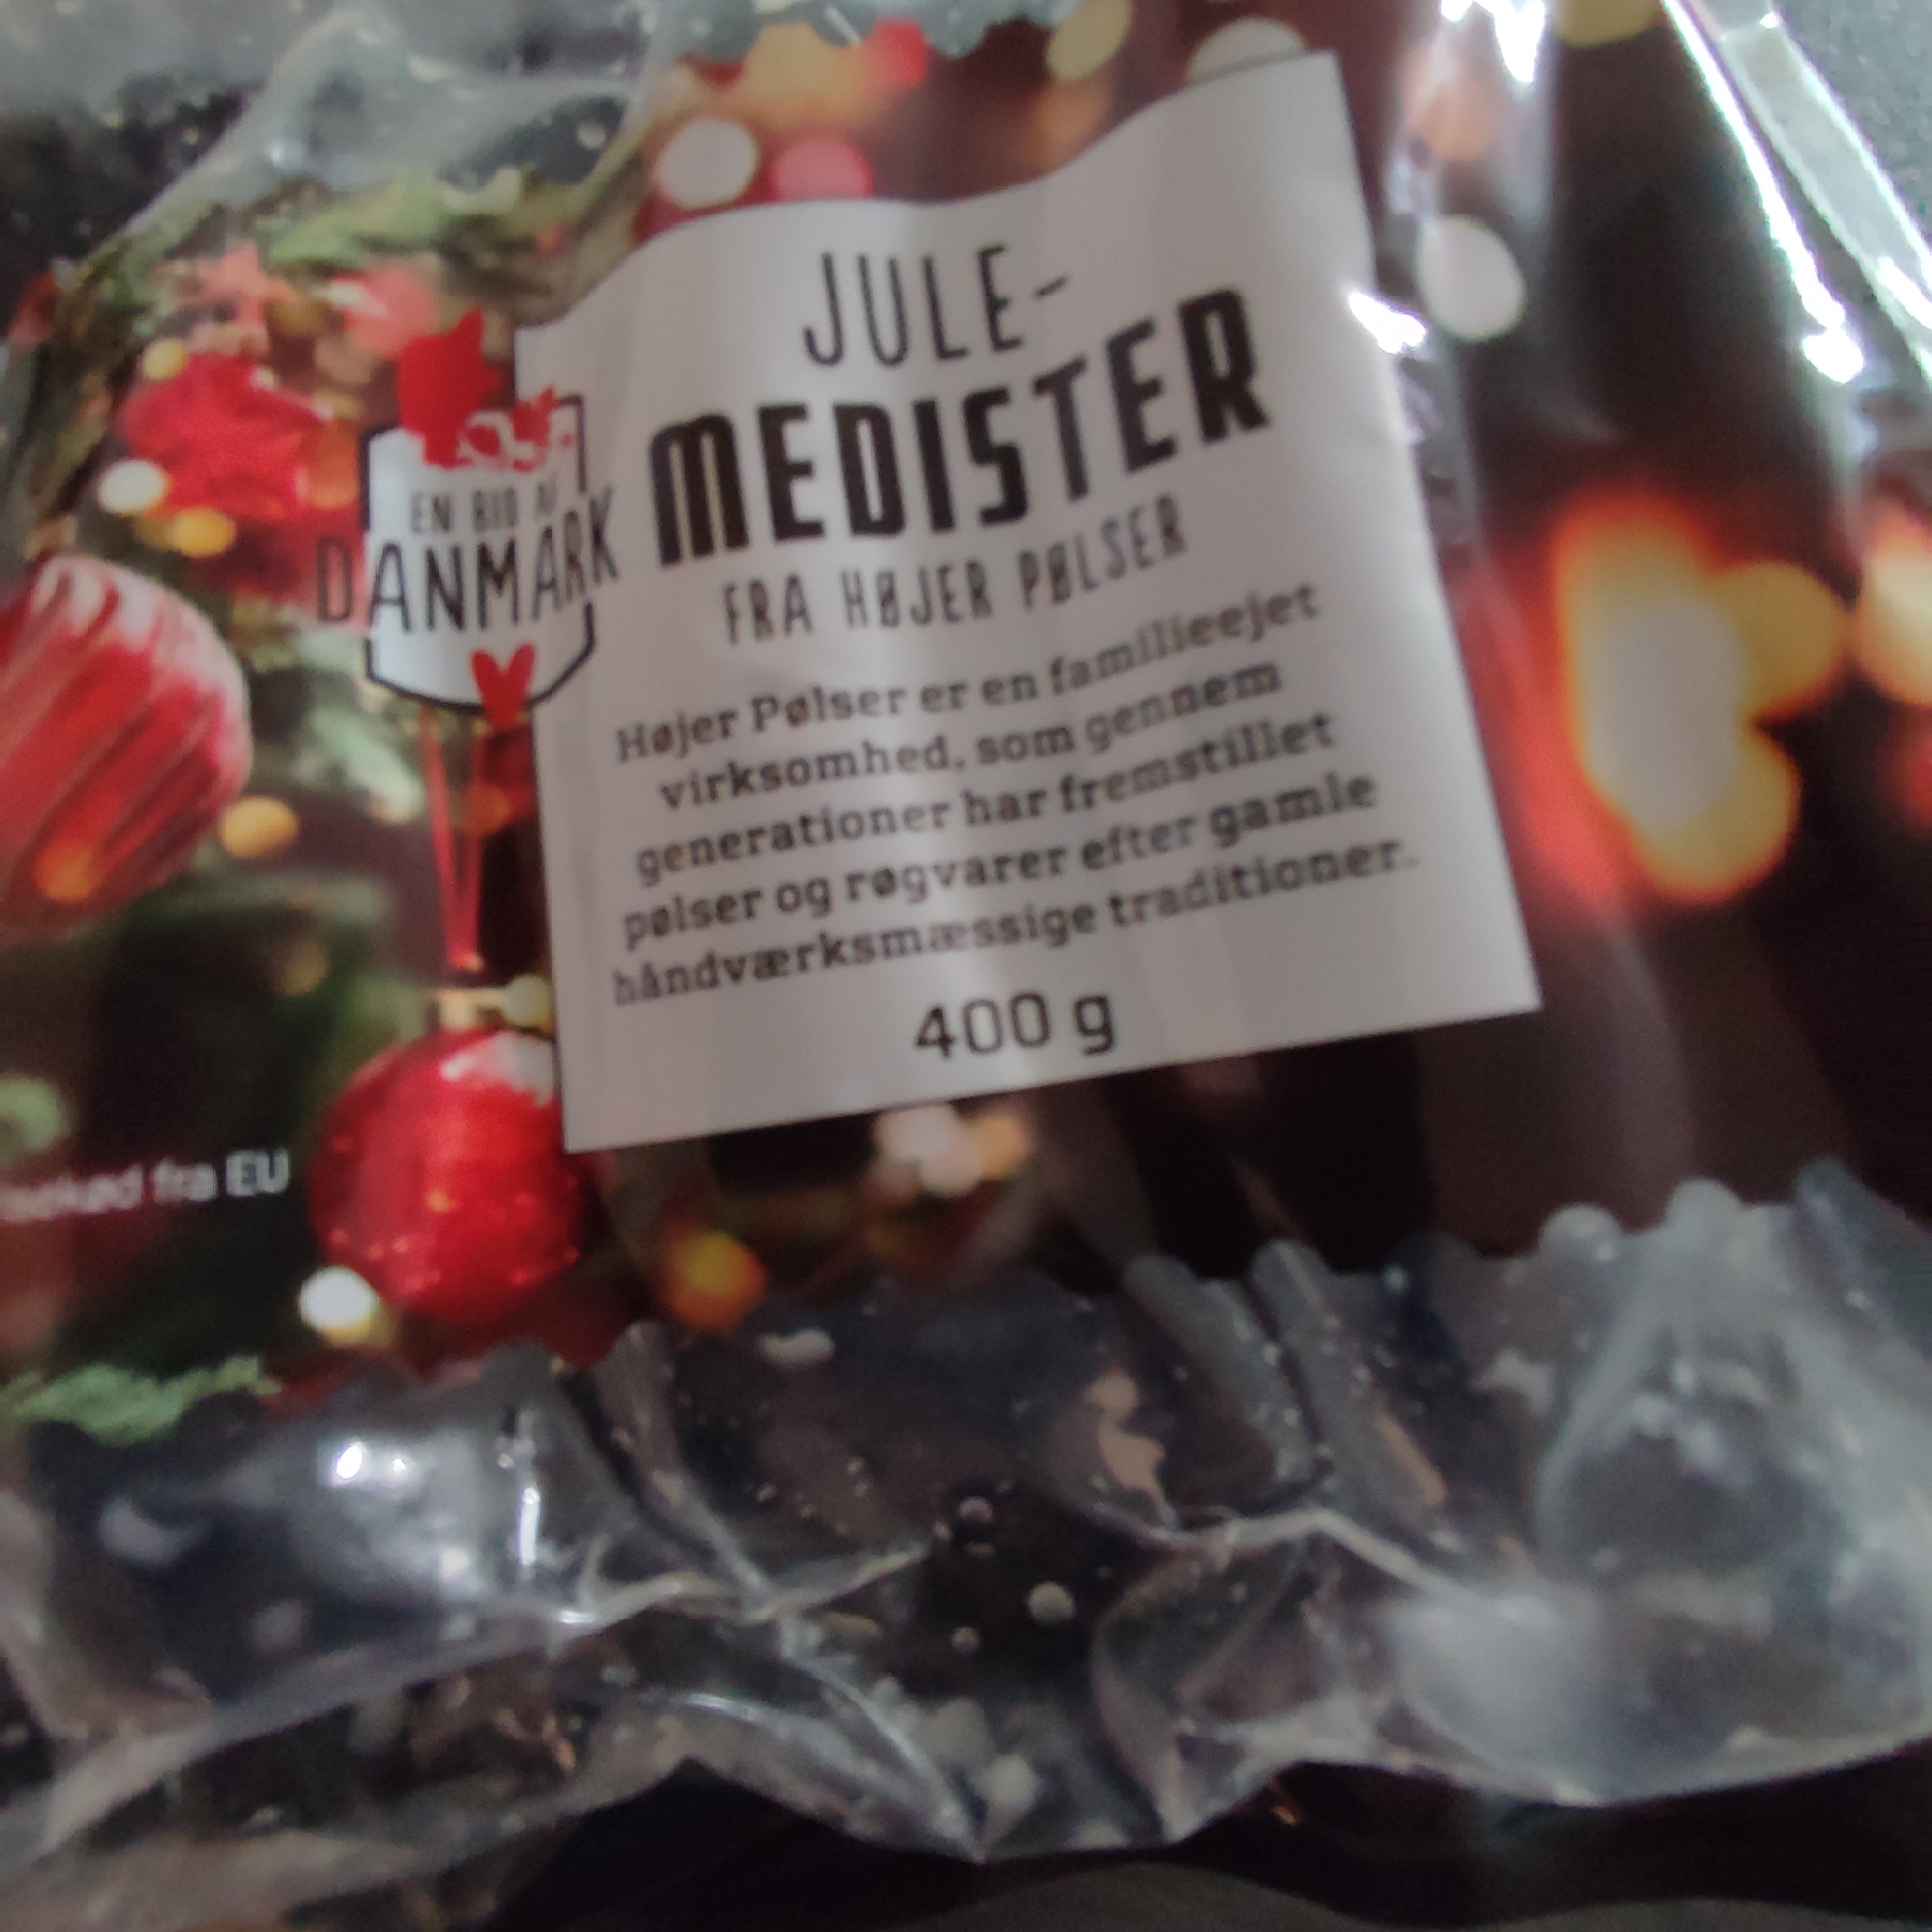 JULE-
MEDISTER
FRA HØJER PØLSER
EN BID AF
DANMARK
Højer Pølser er en familieejet
virksomhed, som gennem
generationer har fremstillet
pølser og røgvarer efter gamle
håndværksmæssige traditioner.
400 g
fra EU